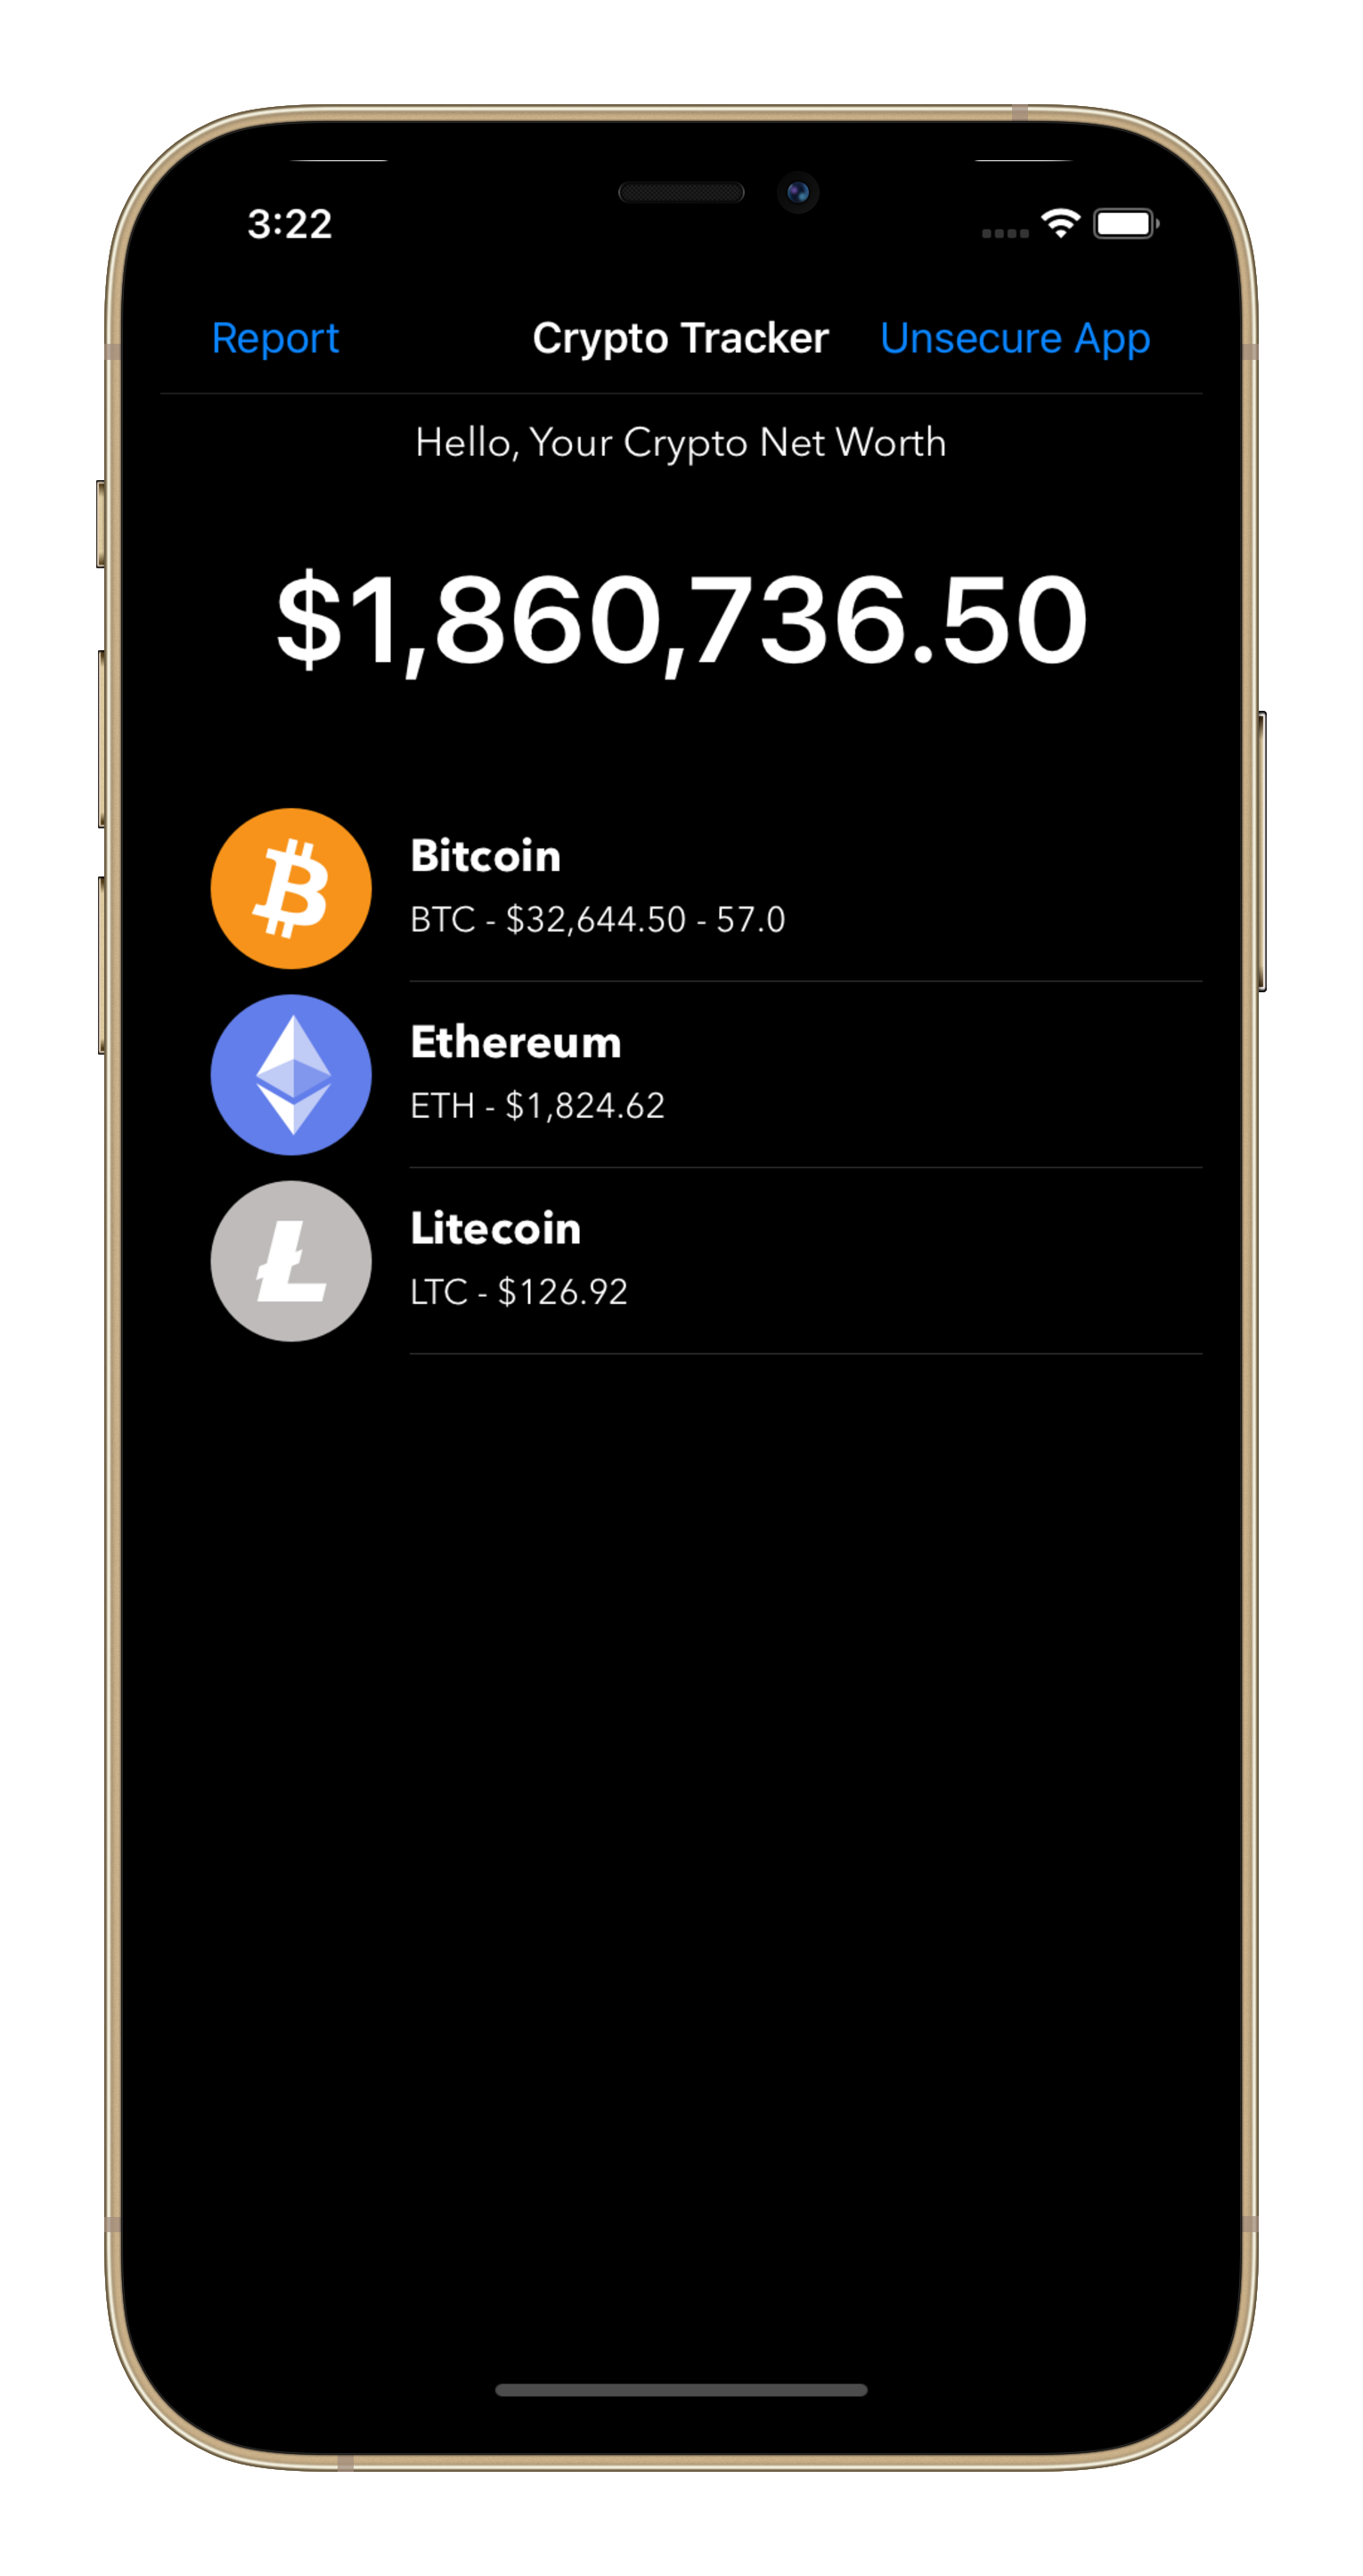 3:22
Report Crypto Tracker Unsecure App
Hello, Your Crypto Net Worth
$1,860,736.50
Bitcoin
BTC - $32,644.50 - 57.0
Ethereum
ETH - $1,824.62
Litecoin
LTC - $126.92